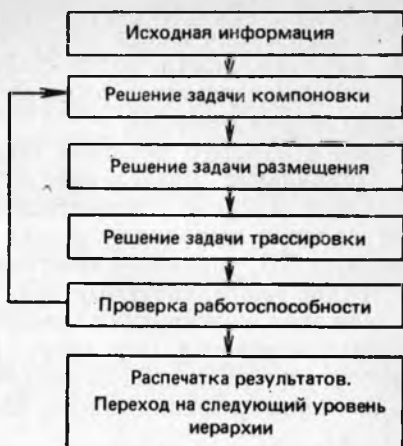 Исходная информация
Решение задачи компоновки
Решение задачи размещения
Решение задачи трассировки
Проверка работоспособности
Распечатка результатов.
Переход на следующий уровень
иерархии